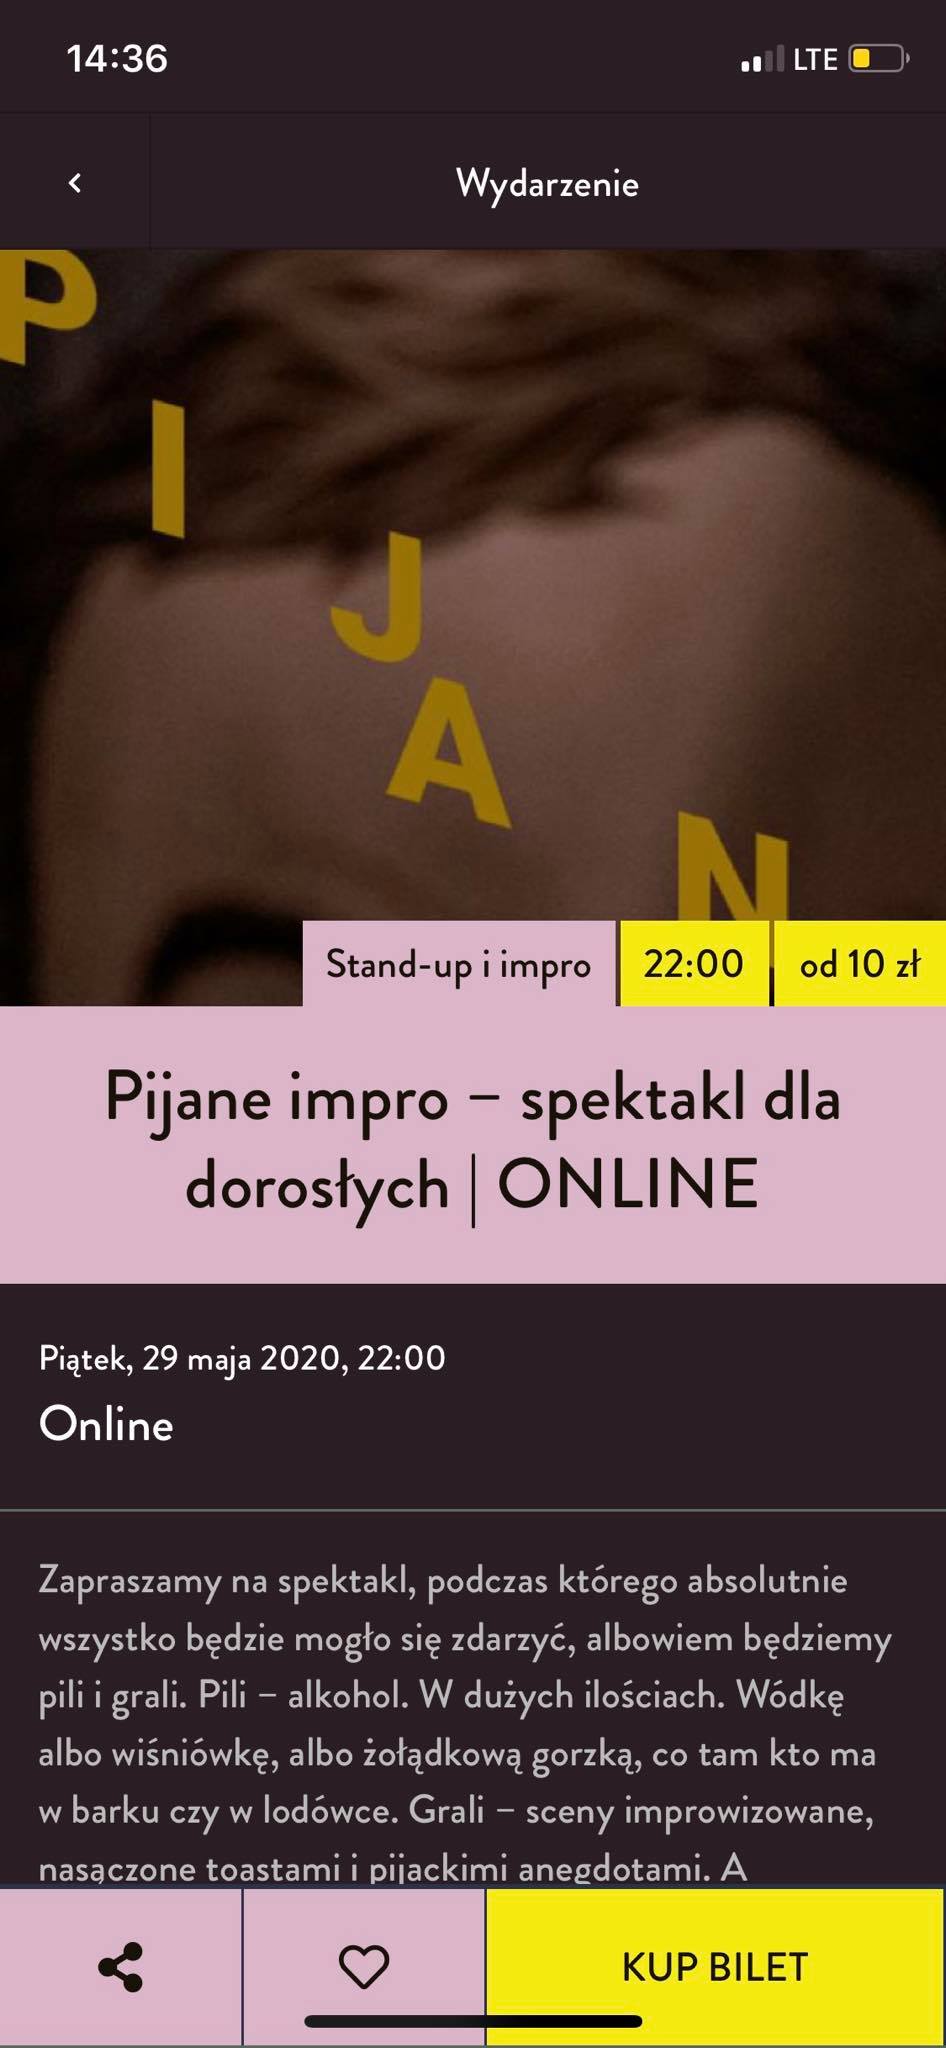 14:36
LTE
Wydarzenie
P
I
J
A
N
Stand-up i impro
22:00
od 10 zł
Pijane impro – spektakl dla
dorosłych | ONLINE
Piątek, 29 maja 2020, 22:00
Online
Zapraszamy na spektakl, podczas którego absolutnie
wszystko będzie mogło się zdarzyć, albowiem będziemy
pili i grali. Pili – alkohol. W dużych ilościach. Wódkę
albo wiśniówkę, albo żołądkową gorzką, co tam kto ma
w barku czy w lodówce. Grali – sceny improwizowane,
nasączone toastami i pijackimi anegdotami. A
KUP BILET